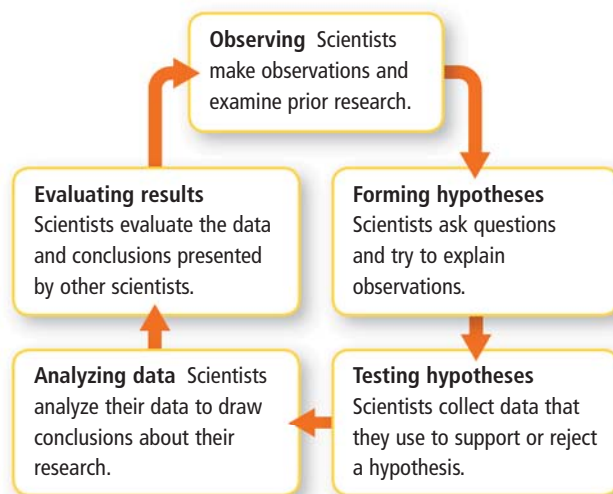 Observing Scientists
make observations and
examine prior research.
Forming hypotheses
Scientists ask questions
and try to explain
observations.
Testing hypotheses
Scientists collect data that
they use to support or reject
a hypothesis.
Analyzing data Scientists
analyze their data to draw
conclusions about their
research.
Evaluating results
Scientists evaluate the data
and conclusions presented
by other scientists.